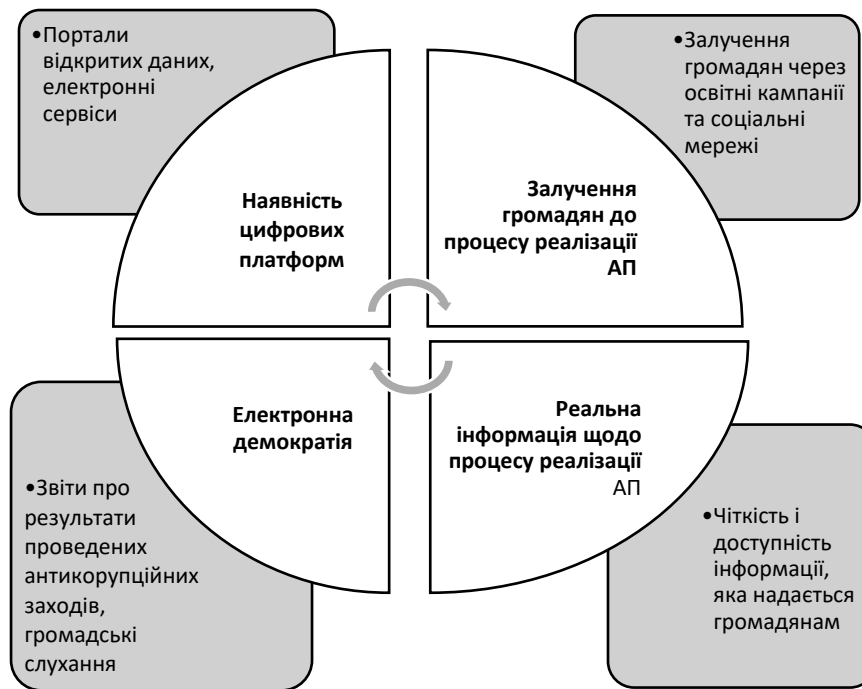 •Портали
відкритих даних,
електронні
сервіси
•Залучення
громадян через
освітні кампанії
та соціальні
мережі
Наявність
цифрових
платформ
Залучення
громадян до
процесу реалізації
АП
Електронна
демократія
Реальна
інформація щодо
процесу реалізації
АП
•Звіти про
результати
проведених
антикорупційних
заходів,
громадські
слухання
•Чіткість і
доступність
інформації,
яка надається
громадянам